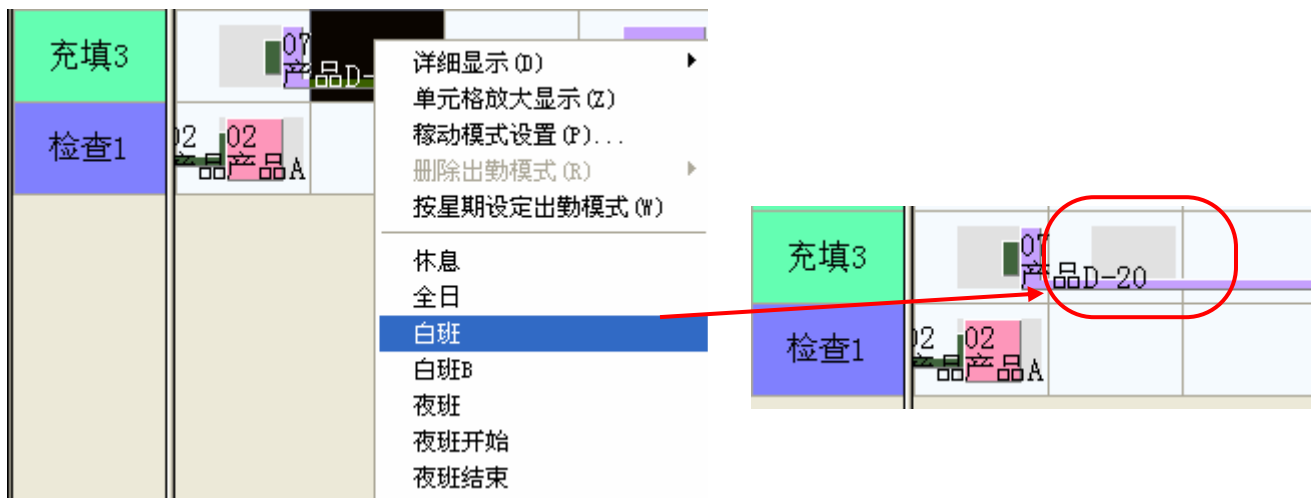 充填3
07
产品D-
检查1
02
产品
02
产品A
详细显示(D)
单元格放大显示(Z)
稼动模式设置(P)...
删除出勤模式(R)
按星期设定出勤模式(W)
休息
全日
白班
白班B
夜班
夜班开始
夜班结束
充填3
07
产品D-20
检查1
02
产品
02
产品A